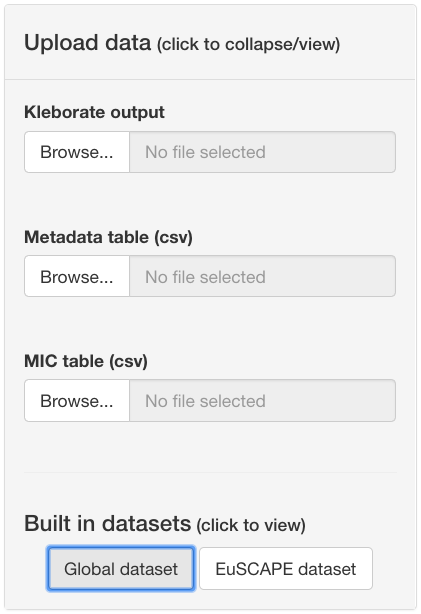 Upload data (click to collapse/view)
Kleborate output
Browse... No file selected
Metadata table (csv)
Browse... No file selected
MIC table (csv)
Browse... No file selected
Built in datasets (click to view)
Global dataset EuSCAPE dataset